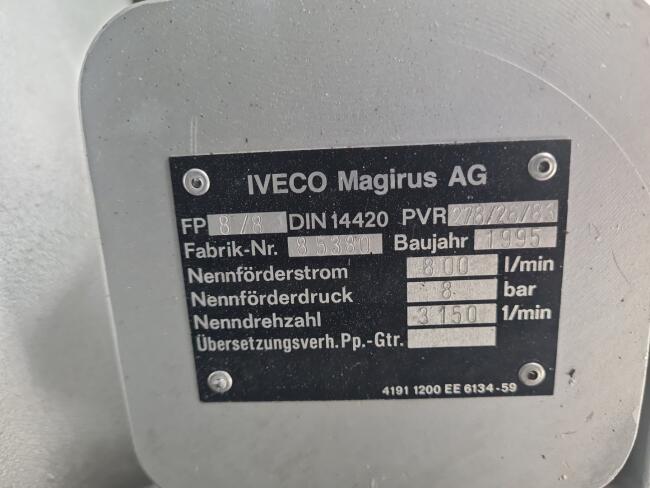 IVECO Magirus AG
FP 8/8 DIN 14420 PVR 278/26/83
Fabrik-Nr. 85380 Baujahr 1995
Nennförderstrom 800 l/min
Nennförderdruck 8 bar
Nenndrehzahl 3150 1/min
Übersetzungsverh. Pp.-Gtr.
4191 1200 EE 6134-59